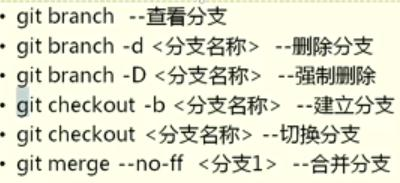 • git branch --查看分支
• git branch -d <分支名称> --删除分支
• git branch -D <分支名称> --强制删除
• git checkout -b <分支名称> --建立分支
• git checkout <分支名称> --切换分支
• git merge --no-ff <分支1> --合并分支